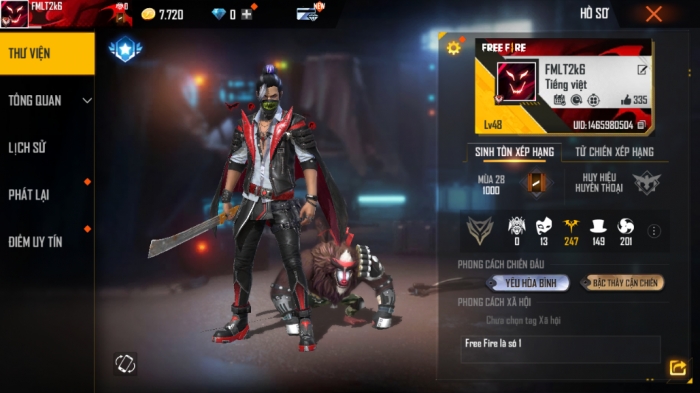 FMLT2k6
7.720
0
NEW
HỒ SƠ
THƯ VIỆN
TỔNG QUAN
LỊCH SỬ
PHÁT LẠI
ĐIỂM UY TÍN
FREE FIRE
FMLT2k6
Tiếng việt
335
Lv48
UID:1465980504
SINH TỒN XẾP HẠNG
TỬ CHIẾN XẾP HẠNG
MÙA 28
1000
HUY HIỆU
HUYỀN THOẠI
0 13 247 149 201
PHONG CÁCH CHIẾN ĐẤU
YÊU HÒA BÌNH
BẬC THẦY CẬN CHIẾN
PHONG CÁCH XÃ HỘI
Chưa chọn tag Xã hội
Free Fire là số 1